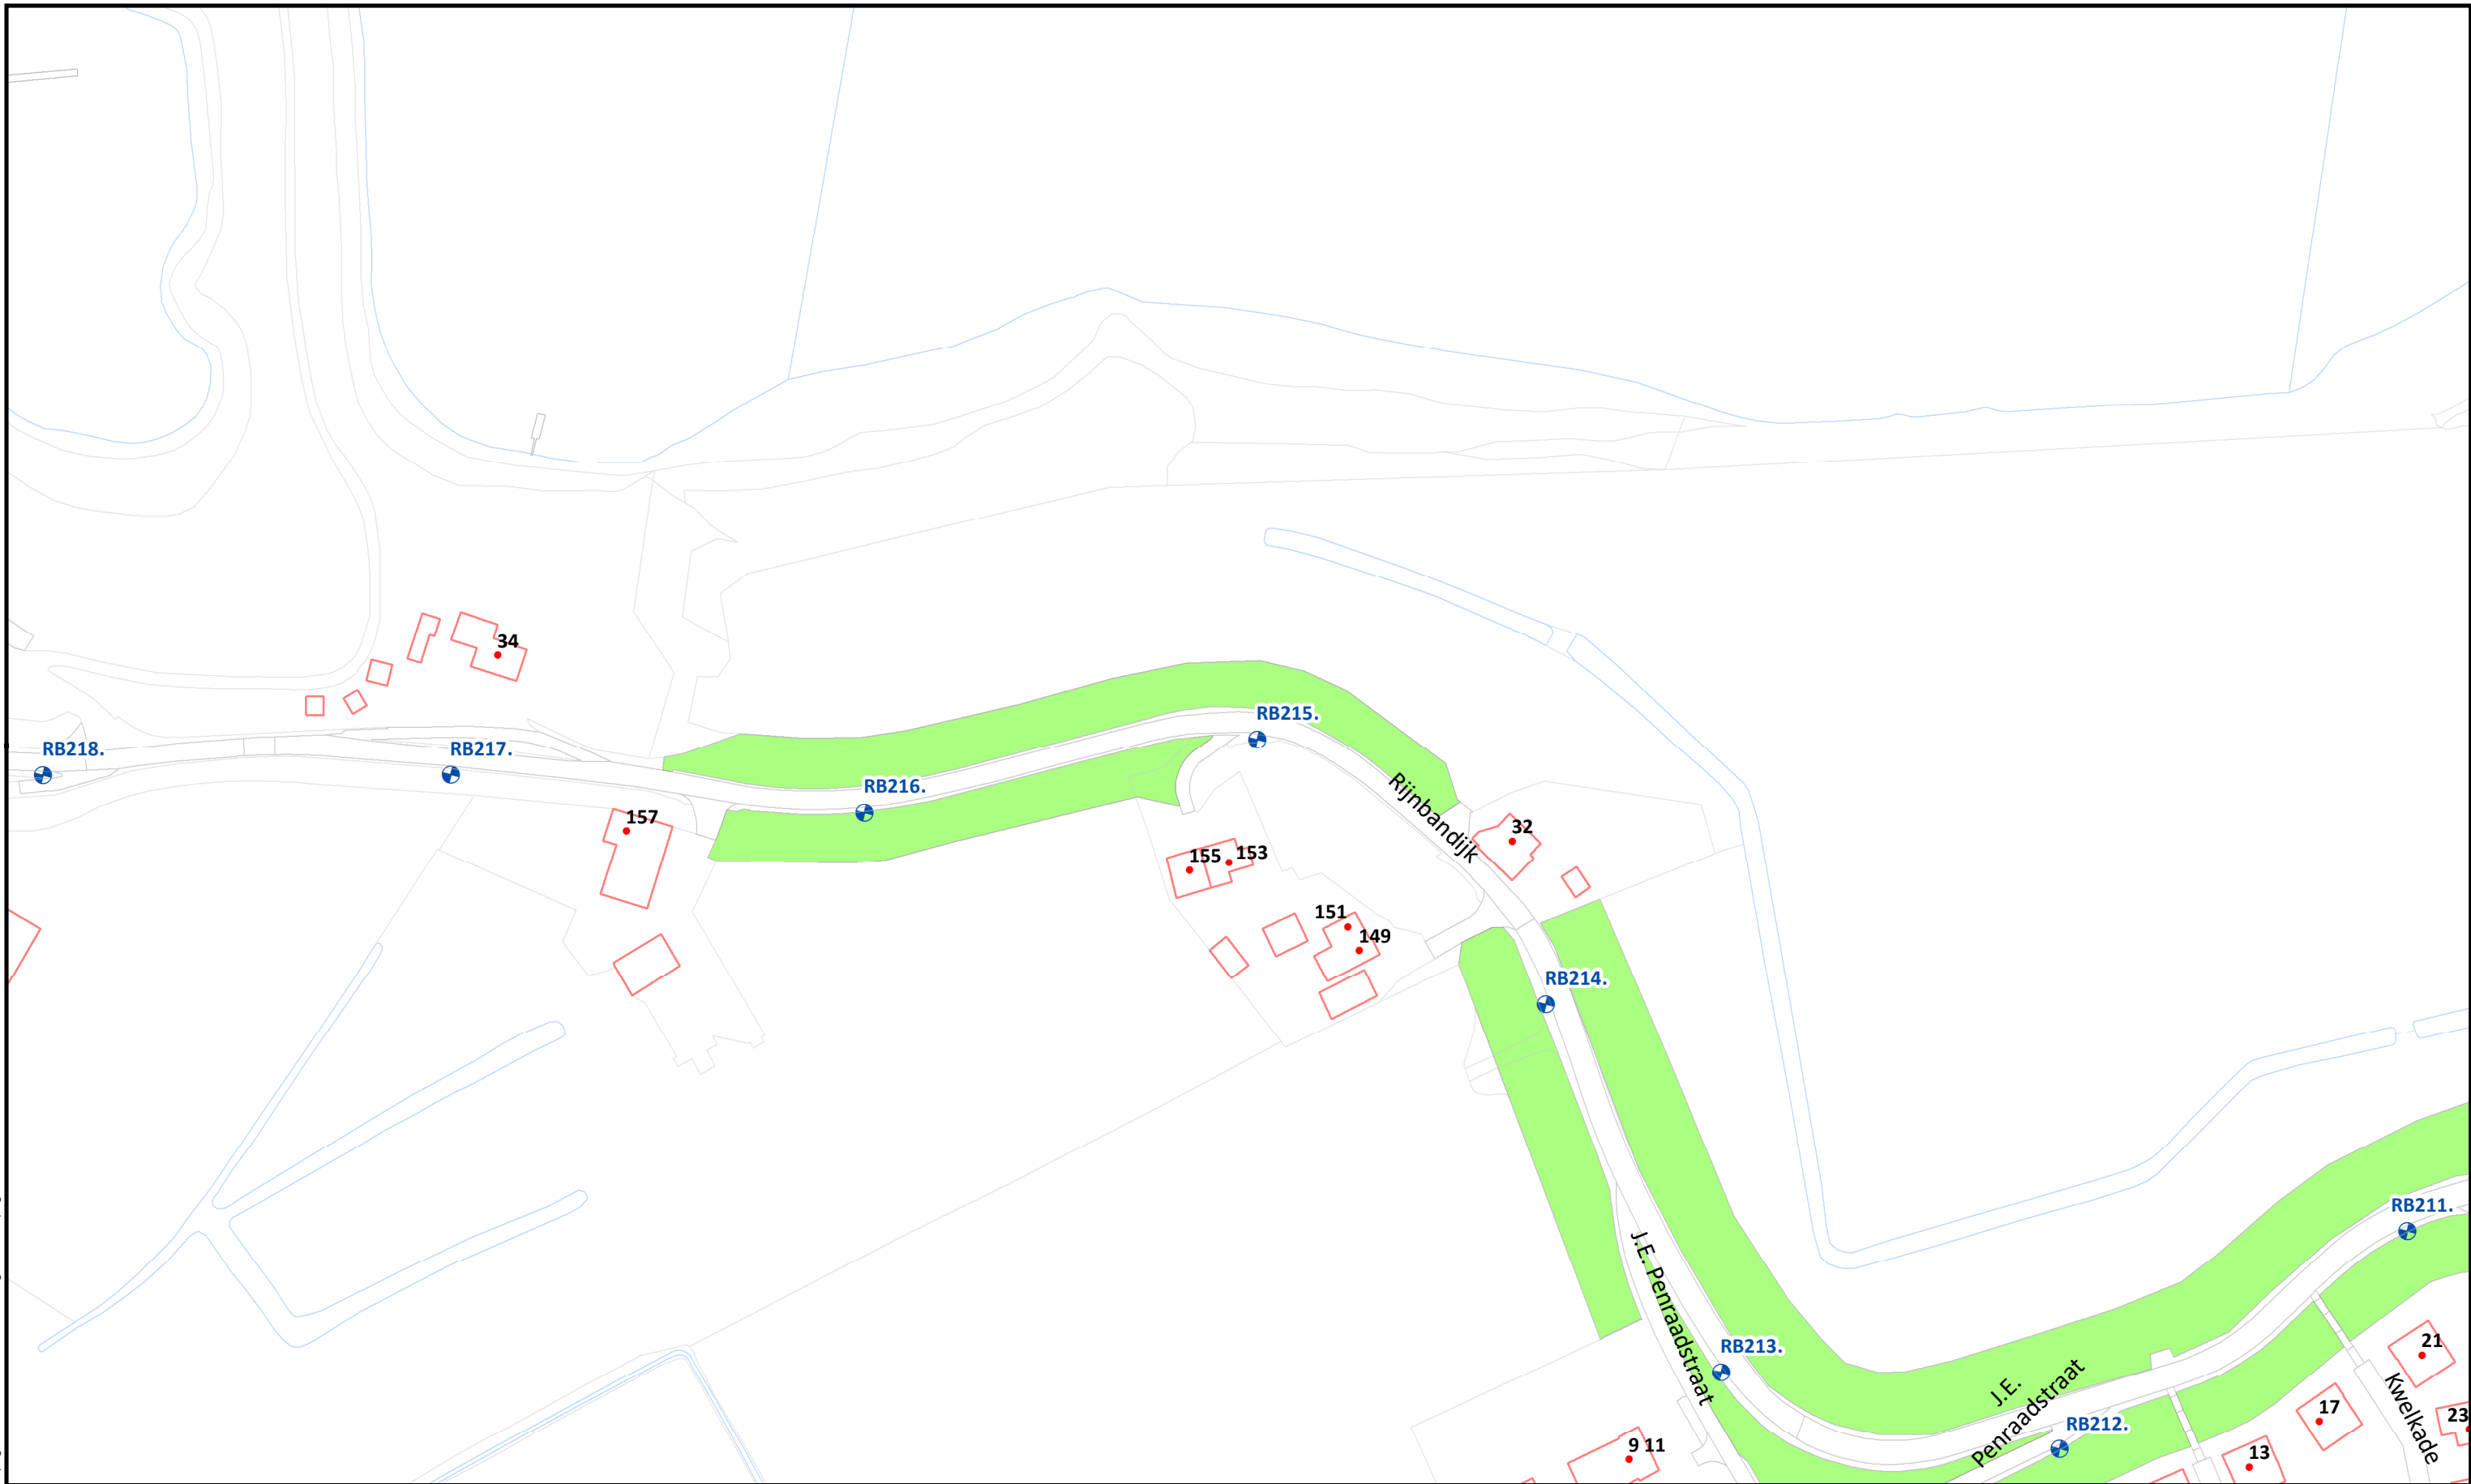 34
RB215.
RB218.
RB217.
RB216.
Rijnbandijk
157
32
155
153
151
149
RB214.
RB211.
J.E. Penraadstraat
RB213.
21
J.E.
Penraadstraat
Kwelkade
17
23
RB212.
9 11
13